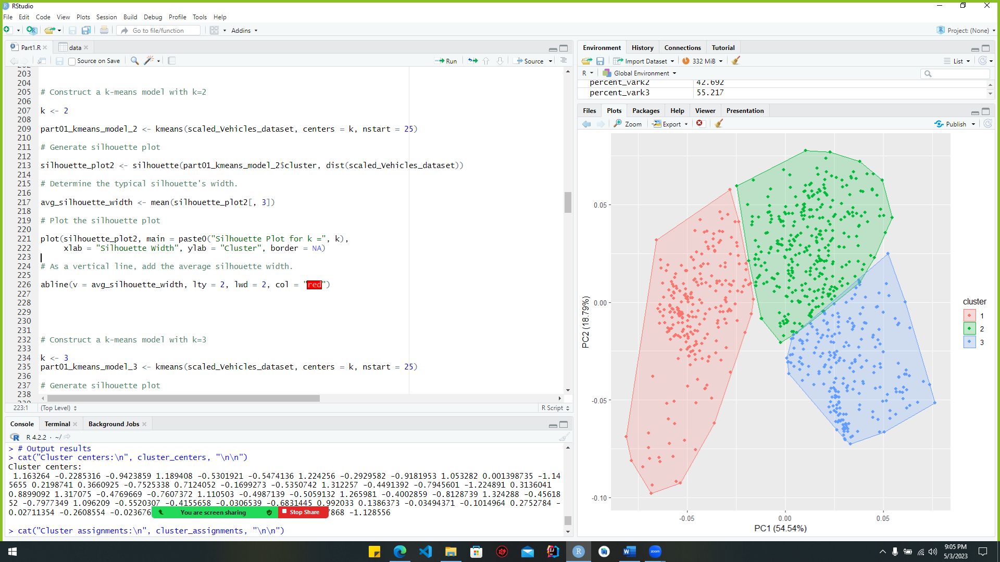 RStudio
File Edit Code View Plots Session Build Debug Profile Tools Help
Go to file/function Addins Project: (None)
Part1.R data
Source on Save Run Source
203
204
205 # Construct a k-means model with k=2
206
207 k <- 2
208
209 part01_kmeans_model_2 <- kmeans(scaled_Vehicles_dataset, centers = k, nstart = 25)
210
211 # Generate silhouette plot
212
213 silhouette_plot2 <- silhouette(part01_kmeans_model_2$cluster, dist(scaled_Vehicles_dataset))
214
215 # Determine the typical silhouette's width.
216
217 avg_silhouette_width <- mean(silhouette_plot2[, 3])
218
219 # Plot the silhouette plot
220
221 plot(silhouette_plot2, main = paste0("Silhouette Plot for k =", k),
222 xlab = "Silhouette Width", ylab = "Cluster", border = NA)
223
224 # As a vertical line, add the average silhouette width.
225
226 abline(v = avg_silhouette_width, lty = 2, lwd = 2, col = "red")
227
228
229
230
231
232 # Construct a k-means model with k=3
233
234 k <- 3
235 part01_kmeans_model_3 <- kmeans(scaled_Vehicles_dataset, centers = k, nstart = 25)
236
237 # Generate silhouette plot
238
223:1 (Top Level) R Script
Console Terminal Background Jobs
R 4.2.2 · ~/
> # Output results
> cat("Cluster centers:\n", cluster_centers, "\n\n")
Cluster centers:
1.163264 -0.2285316 -0.9423859 1.189408 -0.5301921 -0.5474136 1.224256 -0.2929582 -0.9181953 1.053282 0.001398735 -1.14
5655 0.2198741 0.3660925 -0.7525338 0.7124052 -0.1699273 -0.5350742 1.312257 -0.4491392 -0.7945601 -1.224891 0.3136041
0.8899092 1.317075 -0.4769669 -0.7607372 1.110503 -0.4987139 -0.5059132 1.265981 -0.4002859 -0.8128739 1.324288 -0.45618
52 -0.7977349 1.096209 -0.5520307 -0.4155658 -0.0306539 -0.6831445 0.992033 0.1386373 -0.03494371 -0.1014964 0.2752784 -
0.02711354 -0.2608554 -0.023676 You are screen sharing Stop Share 7868 -1.128556
> cat("Cluster assignments:\n", cluster_assignments, "\n\n")
Environment History Connections Tutorial
Import Dataset 332 MiB List
R Global Environment
percent_vark2 42.692
percent_vark3 55.217
Files Plots Packages Help Viewer Presentation
Zoom Export Publish
0.05
0.00
-0.05
-0.10
PC2 (18.79%)
-0.05 0.00 0.05
PC1 (54.54%)
cluster
1
2
3
zoom
9:05 PM
5/3/2023